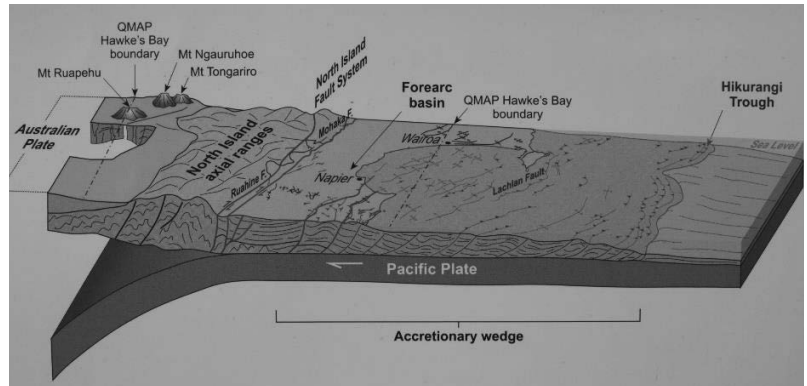 QMAP
Hawke's Bay
boundary
Mt Ngauruhoe
Mt Tongariro
Mt Ruapehu
Australian
Plate
North Island
axial ranges
North Island
Fault System
Mohaka F.
Ruahine F.
Forearc
basin
Napier
QMAP Hawke's Bay
boundary
Wairoa
Lachlan Fault
Hikurangi
Trough
Sea Level
Pacific Plate
Accretionary wedge